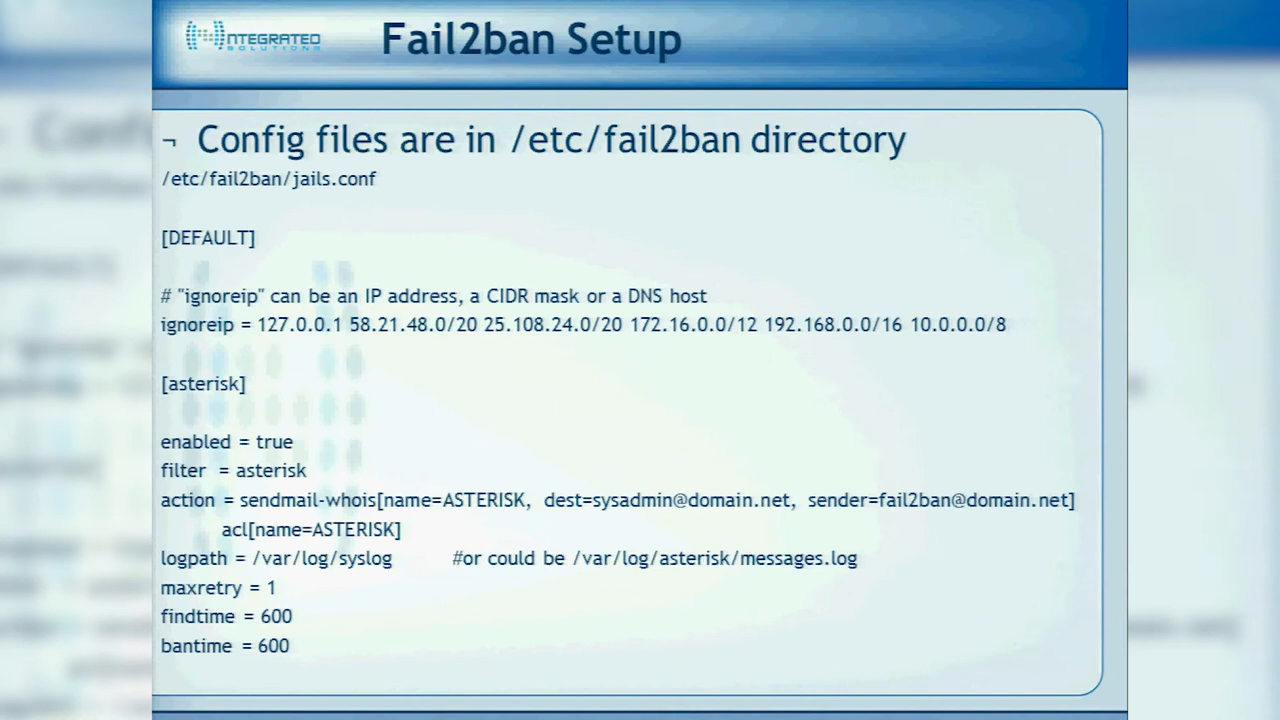 NTEGRATED
SOLUTIONS
Fail2ban Setup
¬ Config files are in /etc/fail2ban directory
/etc/fail2ban/jails.conf
[DEFAULT]
# "ignoreip" can be an IP address, a CIDR mask or a DNS host
ignoreip = 127.0.0.1 58.21.48.0/20 25.108.24.0/20 172.16.0.0/12 192.168.0.0/16 10.0.0.0/8
[asterisk]
enabled = true
filter = asterisk
action = sendmail-whois[name=ASTERISK, dest=sysadmin@domain.net, sender=fail2ban@domain.net]
acl[name=ASTERISK]
logpath = /var/log/syslog #or could be /var/log/asterisk/messages.log
maxretry = 1
findtime = 600
bantime = 600